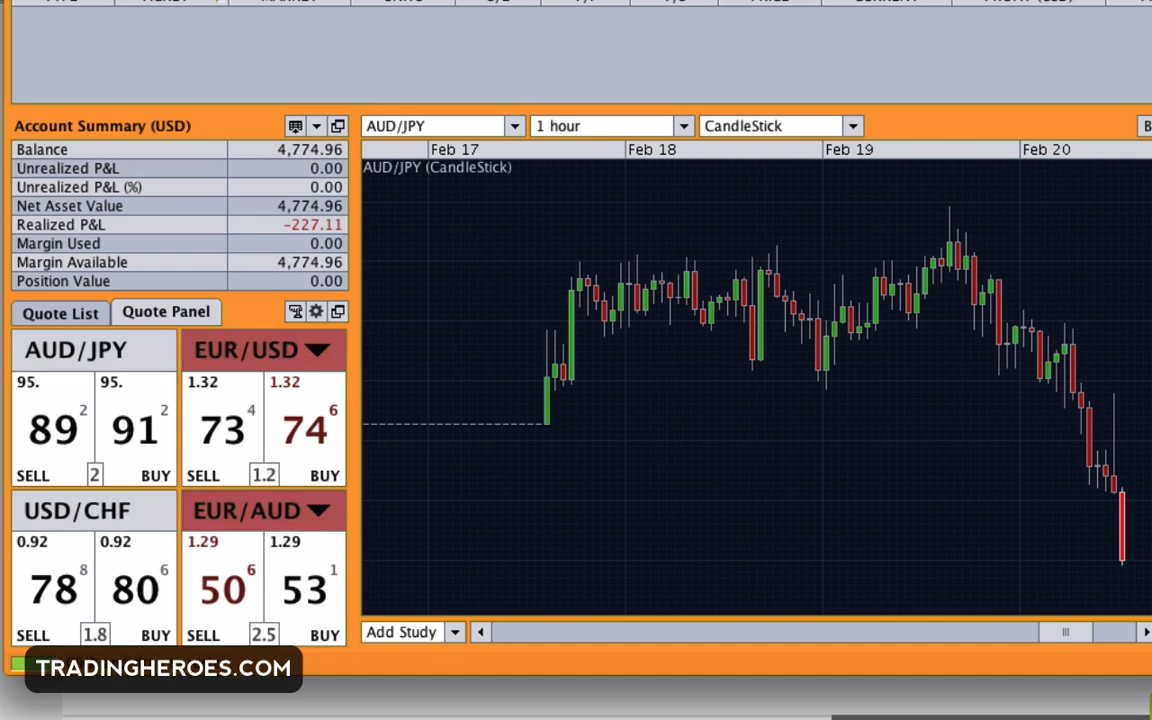 Account Summary (USD)
AUD/JPY
1 hour
CandleStick
Balance 4,774.96
Unrealized P&L 0.00
Unrealized P&L (%) 0.00
Net Asset Value 4,774.96
Realized P&L -227.11
Margin Used 0.00
Margin Available 4,774.96
Position Value 0.00
Feb 17 Feb 18 Feb 19 Feb 20
AUD/JPY (CandleStick)
Quote List Quote Panel
AUD/JPY
95. 95.
89 2 91 2
SELL 2 BUY
EUR/USD
1.32 1.32
73 4 74 6
SELL 1.2 BUY
USD/CHF
0.92 0.92
78 8 80 6
SELL 1.8 BUY
EUR/AUD
1.29 1.29
50 6 53 1
SELL 2.5 BUY
Add Study
TRADINGHEROES.COM